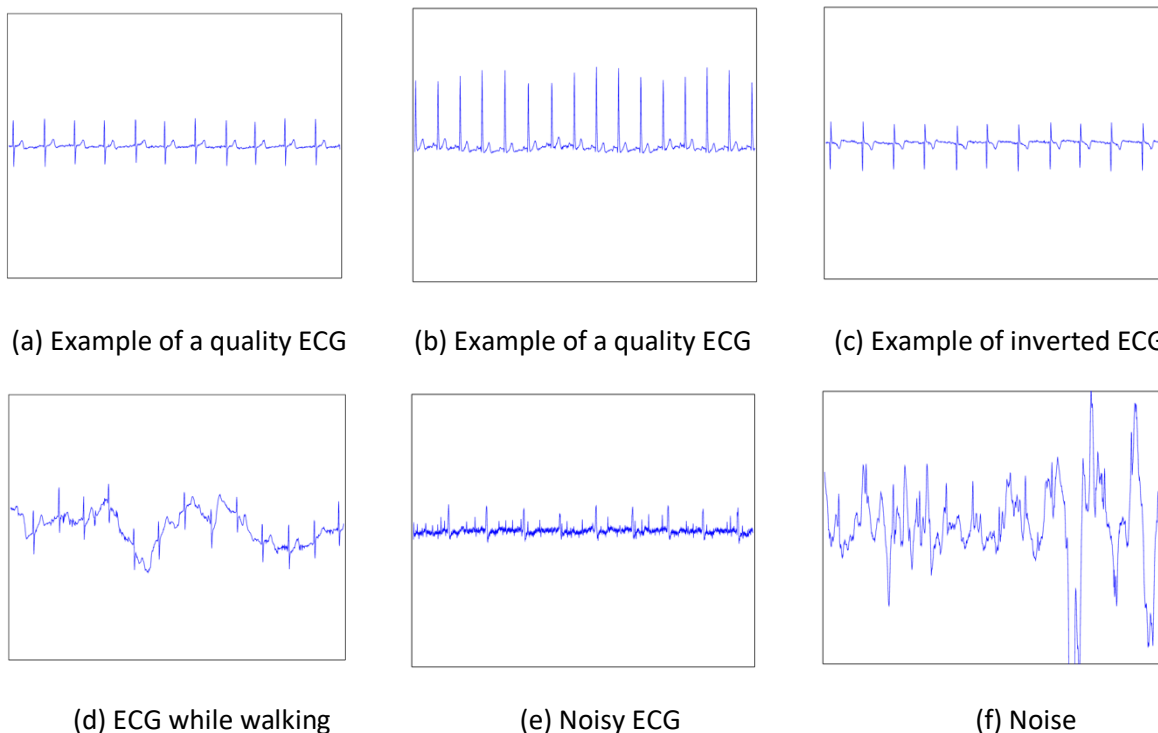 (a) Example of a quality ECG
(b) Example of a quality ECG
(c) Example of inverted ECG
(d) ECG while walking
(e) Noisy ECG
(f) Noise